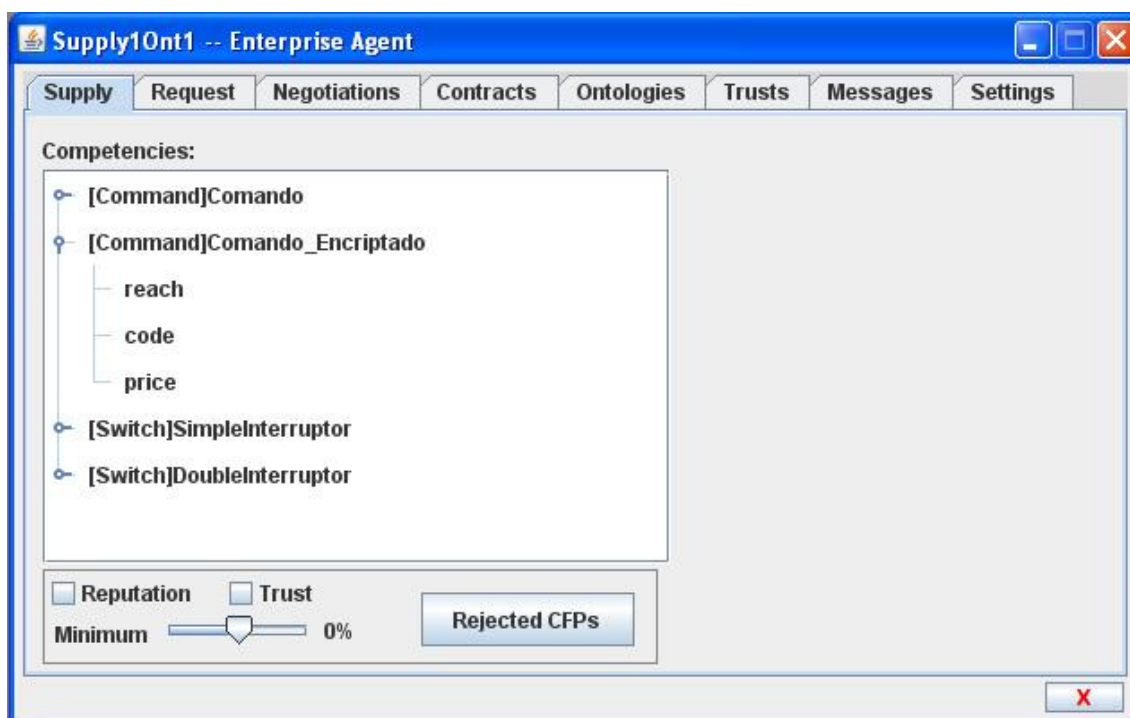 Supply1Ont1 -- Enterprise Agent
Supply Request Negotiations Contracts Ontologies Trusts Messages Settings
Competencies:
[Command]Comando
[Command]Comando_Encriptado
reach
code
price
[Switch]SimpleInterruptor
[Switch]DoubleInterruptor
Reputation Trust
Minimum 0%
Rejected CFPs
X